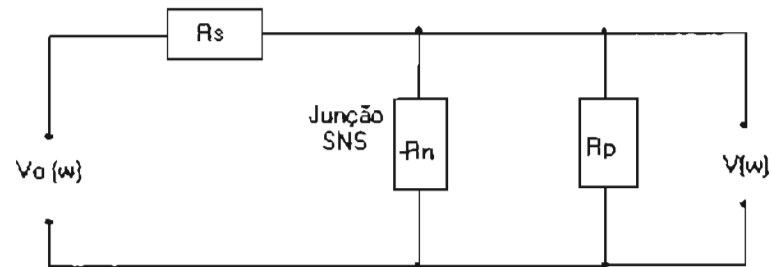 Rs
Junção
SNS
-Rn
Rp
Vo (w)
V(w)